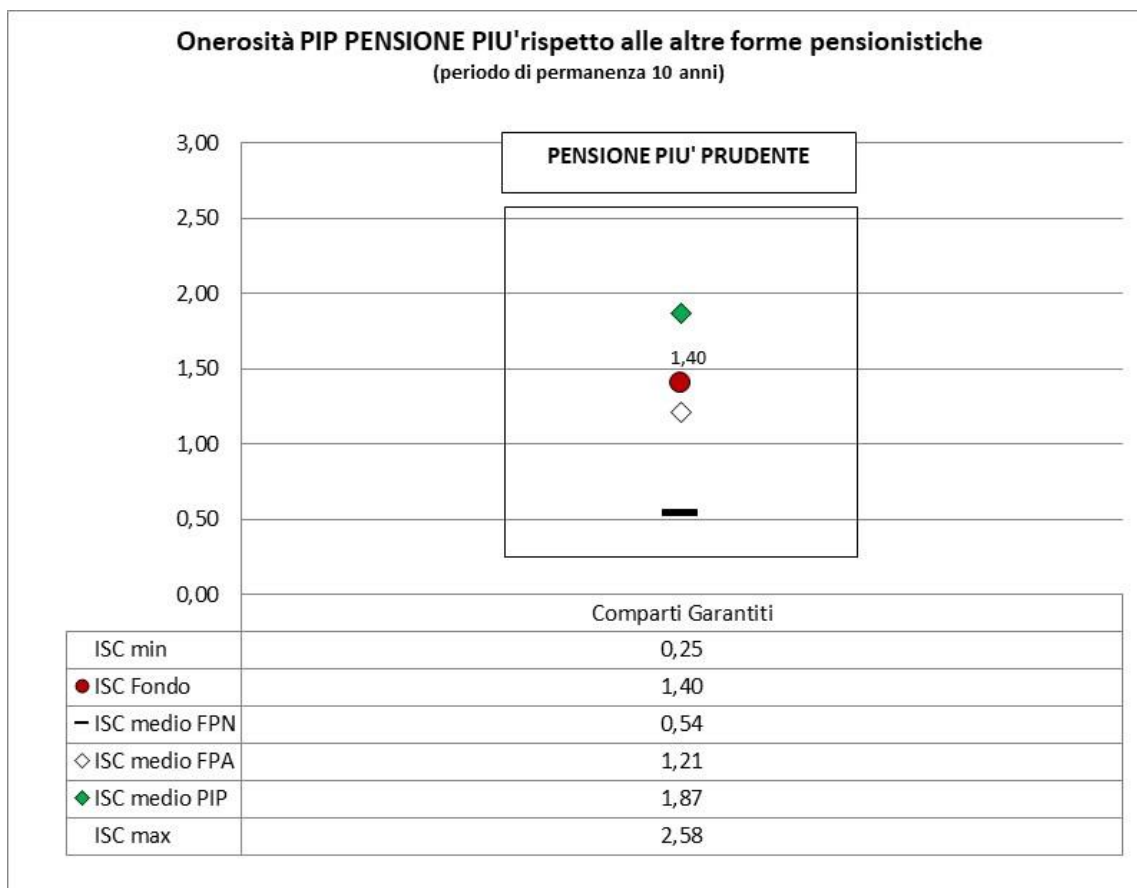 Onerosità PIP PENSIONE PIU'rispetto alle altre forme pensionistiche
(periodo di permanenza 10 anni)
3,00
PENSIONE PIU' PRUDENTE
2,50
2,00
1,50
1,40
1,00
0,50
0,00
Comparti Garantiti
ISC min 0,25
ISC Fondo 1,40
ISC medio FPN 0,54
ISC medio FPA 1,21
ISC medio PIP 1,87
ISC max 2,58